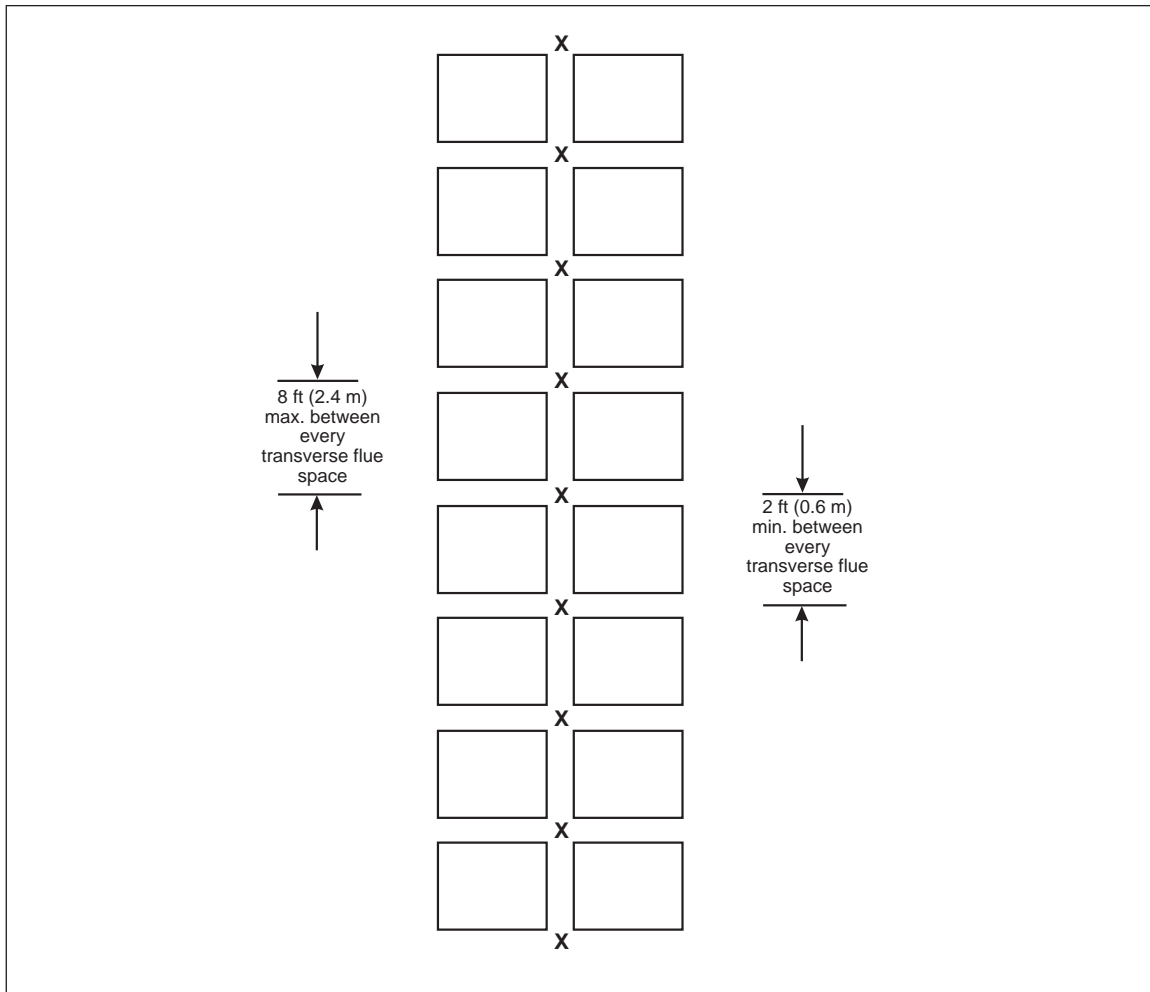 X
X
X
X
8 ft (2.4 m)
max. between
every
transverse flue
space
X
2 ft (0.6 m)
min. between
every
transverse flue
space
X
X
X
X